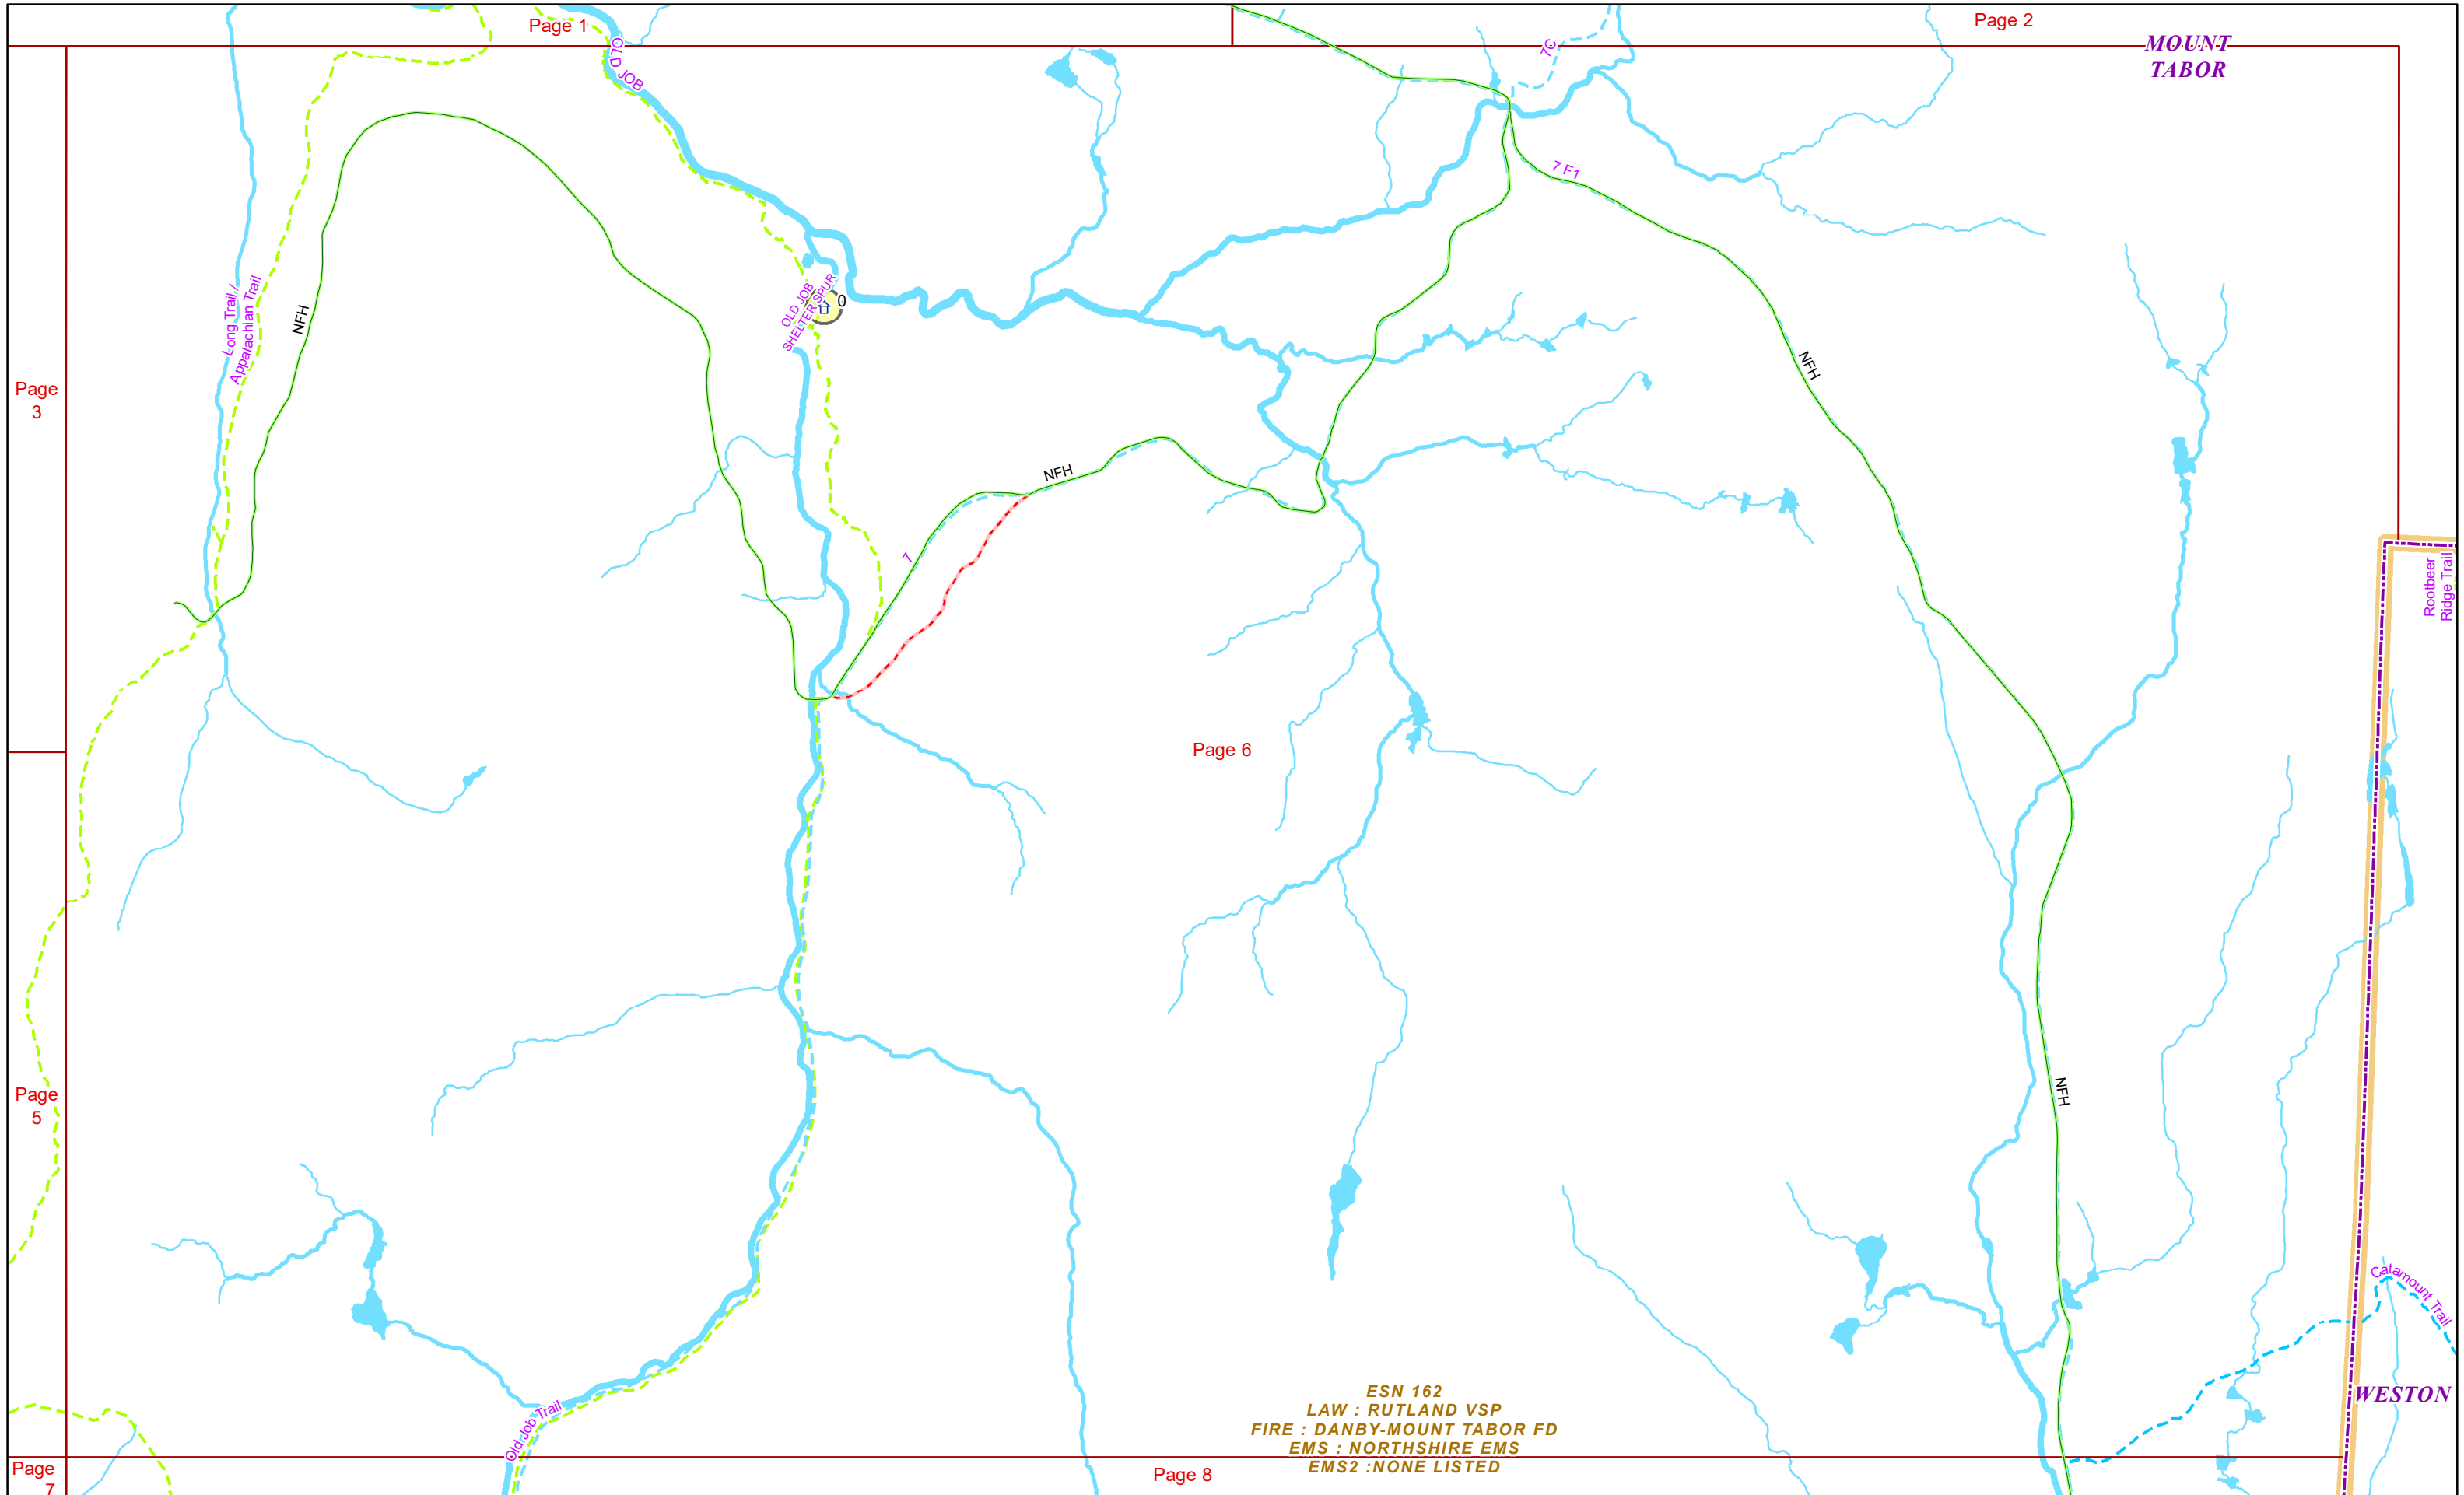 Page 1
Page 2
MOUNT
TABOR
OLD JOB
7C
7 F1
Long Trail /
Appalachian Trail
NFH
OLD JOB
SHELTER SPUR
0
NFH
Page
3
NFH
7
Rootbeer
Ridge Trail
Page 6
Page
5
NFH
Catamount Trail
WESTON
Old Job Trail
ESN 162
LAW : RUTLAND VSP
FIRE : DANBY-MOUNT TABOR FD
EMS : NORTHSHIRE EMS
EMS2 :NONE LISTED
Page
7
Page 8